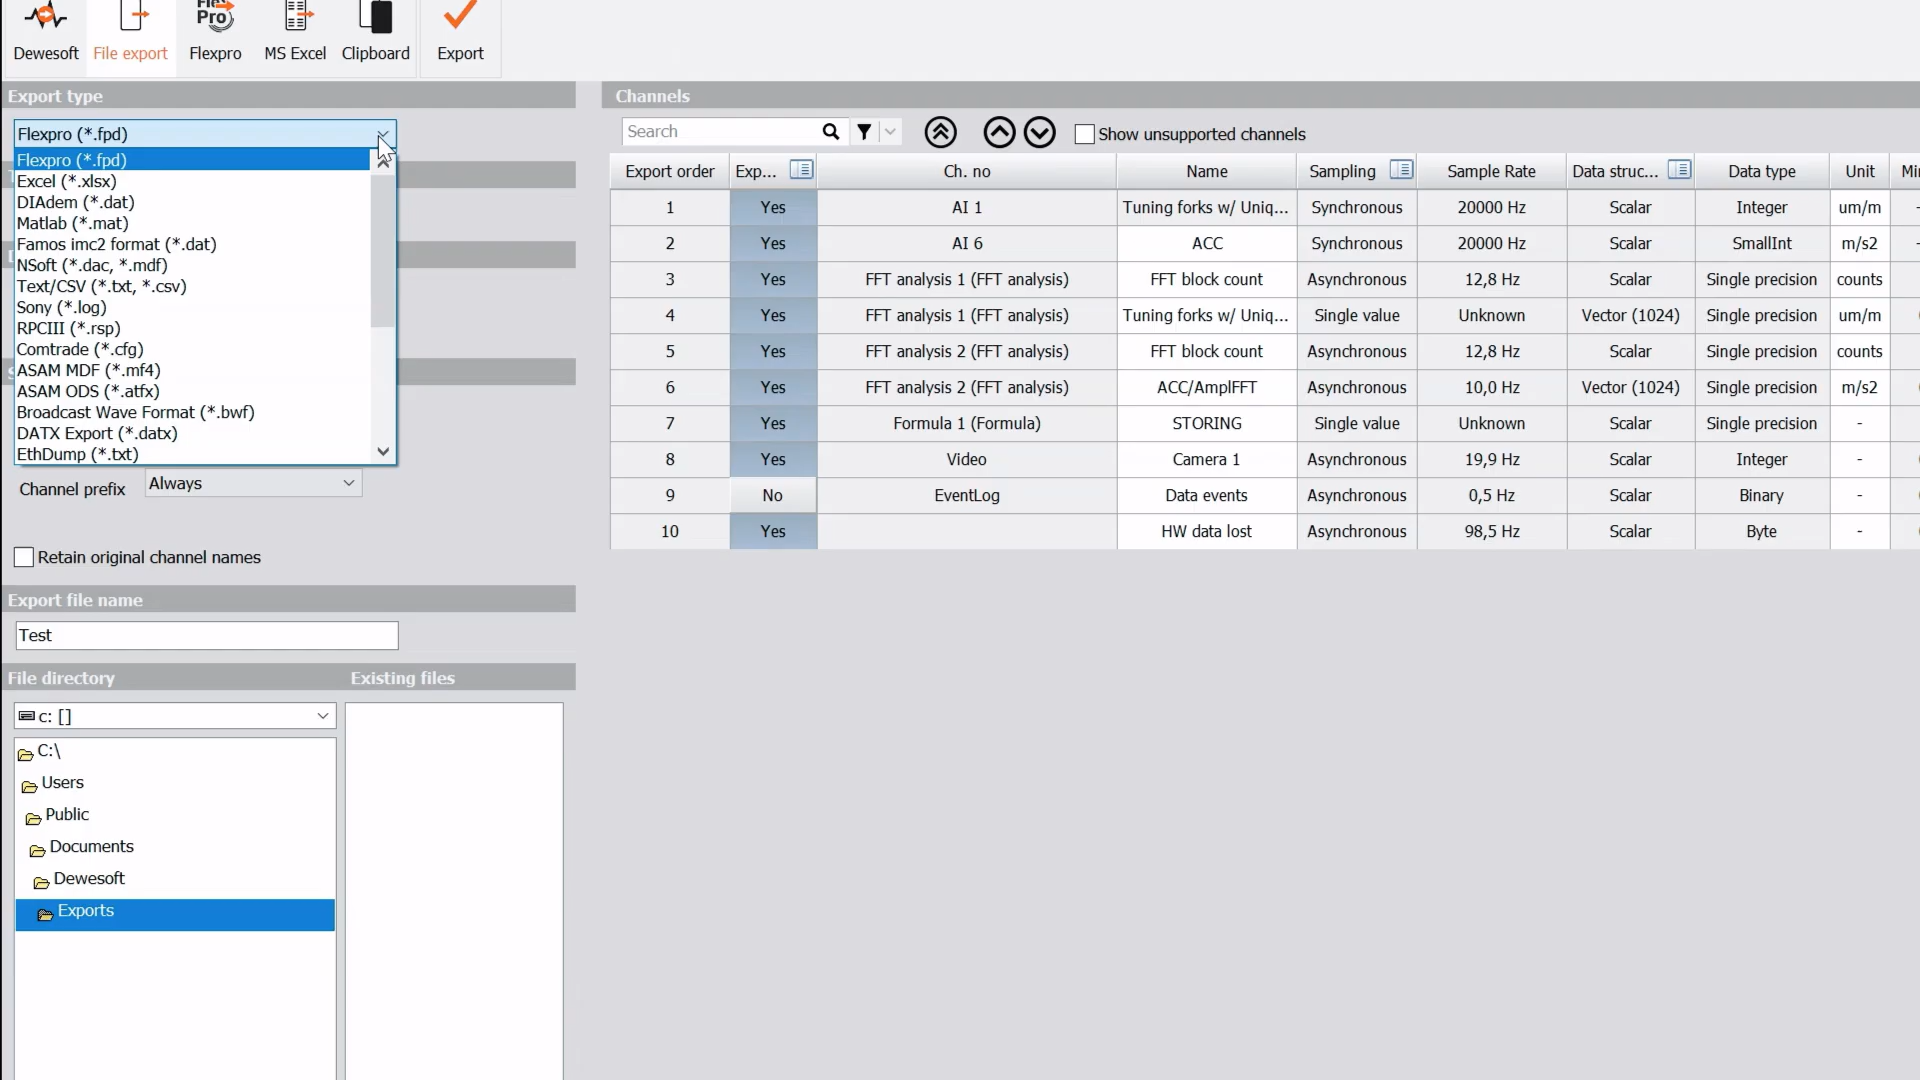 Dewesoft
File export
Flexpro
MS Excel
Clipboard
Export
Pro
Export type
Flexpro (*.fpd)
Flexpro (*.fpd)
Excel (*.xlsx)
DIAdem (*.dat)
Matlab (*.mat)
Famos imc2 format (*.dat)
NSoft (*.dac, *.mdf)
Text/CSV (*.txt, *.csv)
Sony (*.log)
RPCIII (*.rsp)
Comtrade (*.cfg)
ASAM MDF (*.mf4)
ASAM ODS (*.atfx)
Broadcast Wave Format (*.bwf)
DATX Export (*.datx)
EthDump (*.txt)
Channel prefix Always
Retain original channel names
Export file name
Test
File directory Existing files
c: []
C:\
Users
Public
Documents
Dewesoft
Exports
Channels
Search Show unsupported channels
Export order Exp... Ch. no Name Sampling Sample Rate Data struc... Data type Unit
1 Yes AI 1 Tuning forks w/ Uniq... Synchronous 20000 Hz Scalar Integer um/m
2 Yes AI 6 ACC Synchronous 20000 Hz Scalar SmallInt m/s2
3 Yes FFT analysis 1 (FFT analysis) FFT block count Asynchronous 12,8 Hz Scalar Single precision counts
4 Yes FFT analysis 1 (FFT analysis) Tuning forks w/ Uniq... Single value Unknown Vector (1024) Single precision um/m
5 Yes FFT analysis 2 (FFT analysis) FFT block count Asynchronous 12,8 Hz Scalar Single precision counts
6 Yes FFT analysis 2 (FFT analysis) ACC/AmplFFT Asynchronous 10,0 Hz Vector (1024) Single precision m/s2
7 Yes Formula 1 (Formula) STORING Single value Unknown Scalar Single precision -
8 Yes Video Camera 1 Asynchronous 19,9 Hz Scalar Integer -
9 No EventLog Data events Asynchronous 0,5 Hz Scalar Binary -
10 Yes HW data lost Asynchronous 98,5 Hz Scalar Byte -